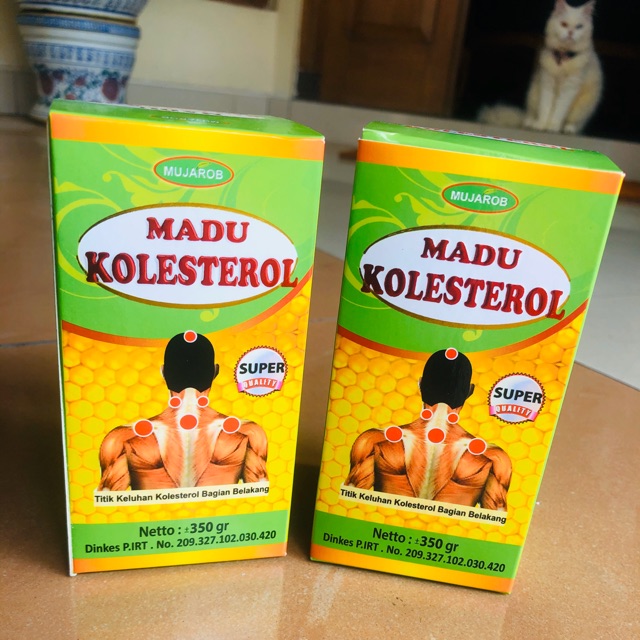 MUJAROB
MADU
KOLESTEROL
SUPER
QUALITY
Titik Keluhan Kolesterol Bagian Belakang
Netto : ±350 gr
Dinkes P.IRT . No. 209.327.102.030.420
MUJAROB
MADU
KOLESTEROL
SUPER
QUALITY
Titik Keluhan Kolesterol Bagian Belakang
Netto : ±350 gr
Dinkes P.IRT . No. 209.327.102.030.420